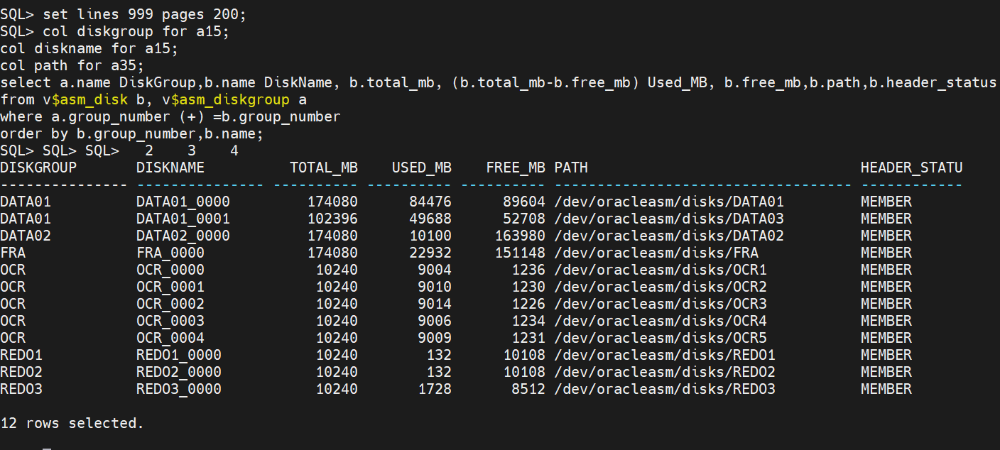 SQL> set lines 999 pages 200;
SQL> col diskgroup for a15;
col diskname for a15;
col path for a35;
select a.name DiskGroup,b.name DiskName, b.total_mb, (b.total_mb-b.free_mb) Used_MB, b.free_mb,b.path,b.header_status
from v$asm_disk b, v$asm_diskgroup a
where a.group_number (+) =b.group_number
order by b.group_number,b.name;
SQL> SQL> SQL>   2    3    4
DISKGROUP       DISKNAME          TOTAL_MB    USED_MB    FREE_MB PATH                                HEADER_STATU
--------------- --------------- ---------- ---------- ---------- ----------------------------------- ------------
DATA01          DATA01_0000         174080      84476      89604 /dev/oracleasm/disks/DATA01         MEMBER
DATA01          DATA01_0001         102396      49688      52708 /dev/oracleasm/disks/DATA03         MEMBER
DATA02          DATA02_0000         174080      10100     163980 /dev/oracleasm/disks/DATA02         MEMBER
FRA             FRA_0000            174080      22932     151148 /dev/oracleasm/disks/FRA            MEMBER
OCR             OCR_0000             10240       9004       1236 /dev/oracleasm/disks/OCR1           MEMBER
OCR             OCR_0001             10240       9010       1230 /dev/oracleasm/disks/OCR2           MEMBER
OCR             OCR_0002             10240       9014       1226 /dev/oracleasm/disks/OCR3           MEMBER
OCR             OCR_0003             10240       9006       1234 /dev/oracleasm/disks/OCR4           MEMBER
OCR             OCR_0004             10240       9009       1231 /dev/oracleasm/disks/OCR5           MEMBER
REDO1           REDO1_0000           10240        132      10108 /dev/oracleasm/disks/REDO1          MEMBER
REDO2           REDO2_0000           10240        132      10108 /dev/oracleasm/disks/REDO2          MEMBER
REDO3           REDO3_0000           10240       1728       8512 /dev/oracleasm/disks/REDO3          MEMBER
12 rows selected.